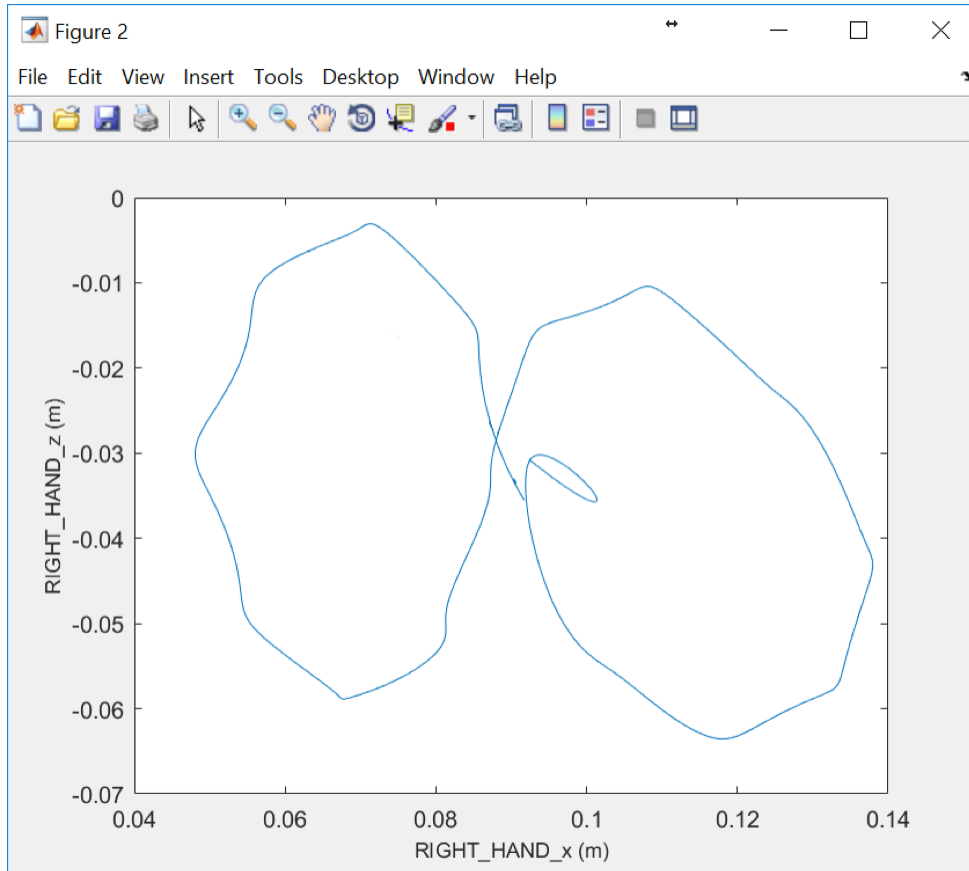 Figure 2
File Edit View Insert Tools Desktop Window Help
0
-0.01
-0.02
-0.03
-0.04
-0.05
-0.06
-0.07
RIGHT_HAND_z (m)
0.04 0.06 0.08 0.1 0.12 0.14
RIGHT_HAND_x (m)